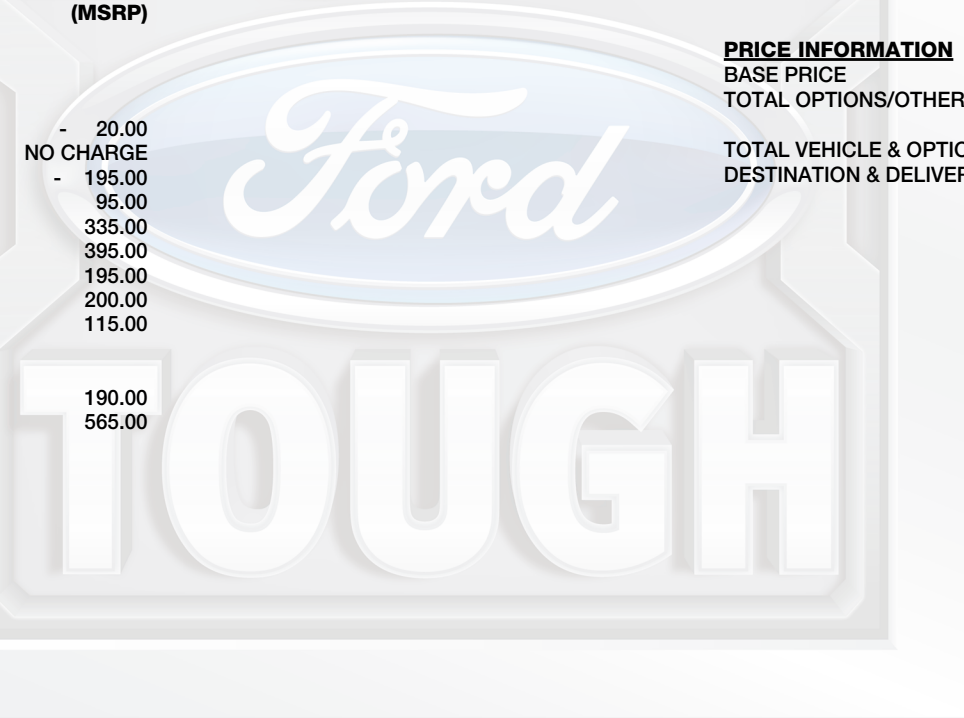 (MSRP)
- 20.00
NO CHARGE
- 195.00
95.00
335.00
395.00
195.00
200.00
115.00
190.00
565.00
PRICE INFORMATION
BASE PRICE
TOTAL OPTIONS/OTHER
TOTAL VEHICLE & OPTIO
DESTINATION & DELIVER
Ford
TOUGH